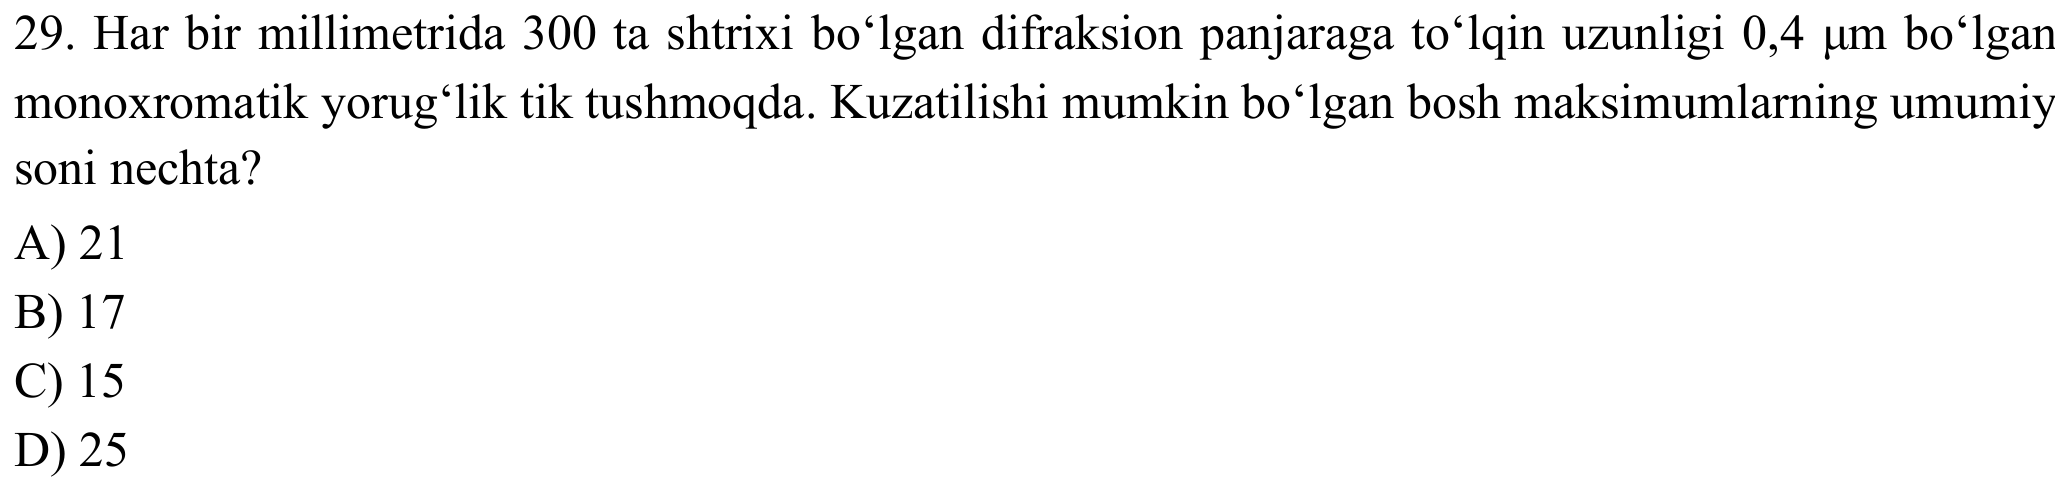 29. Har bir millimetrida 300 ta shtrixi bo‘lgan difraksion panjaraga to‘lqin uzunligi 0,4 μm bo‘lgan
monoxromatik yorug‘lik tik tushmoqda. Kuzatilishi mumkin bo‘lgan bosh maksimumlarning umumiy
soni nechta?
A) 21
B) 17
C) 15
D) 25